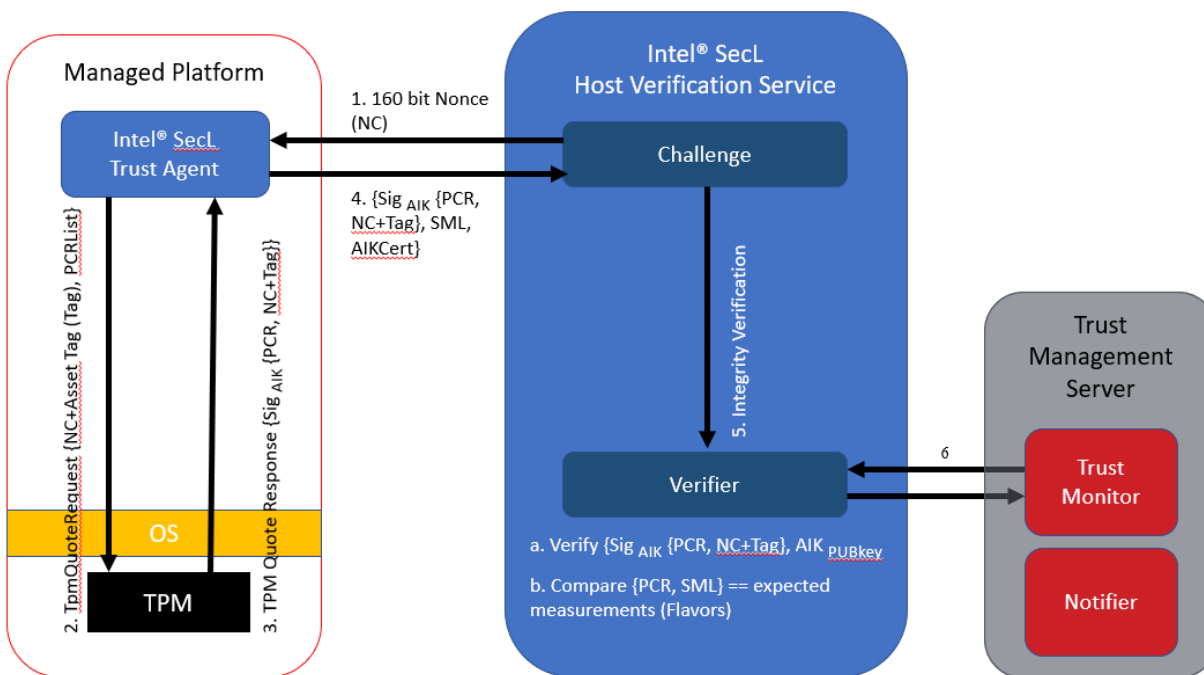 Managed Platform
Intel® SecL
Trust Agent
2. TpmQuoteRequest {NC+Asset Tag (Tag), PCRList}
3. TPM Quote Response {Sig AIK {PCR, NC+Tag}}
OS
TPM
1. 160 bit Nonce
(NC)
4. {Sig AIK {PCR,
NC+Tag}, SML,
AIKCert}
Intel® SecL
Host Verification Service
Challenge
5. Integrity Verification
Verifier
a. Verify {Sig AIK {PCR, NC+Tag}, AIK PUBkey
b. Compare {PCR, SML} == expected
measurements (Flavors)
6
Trust
Management
Server
Trust
Monitor
Notifier